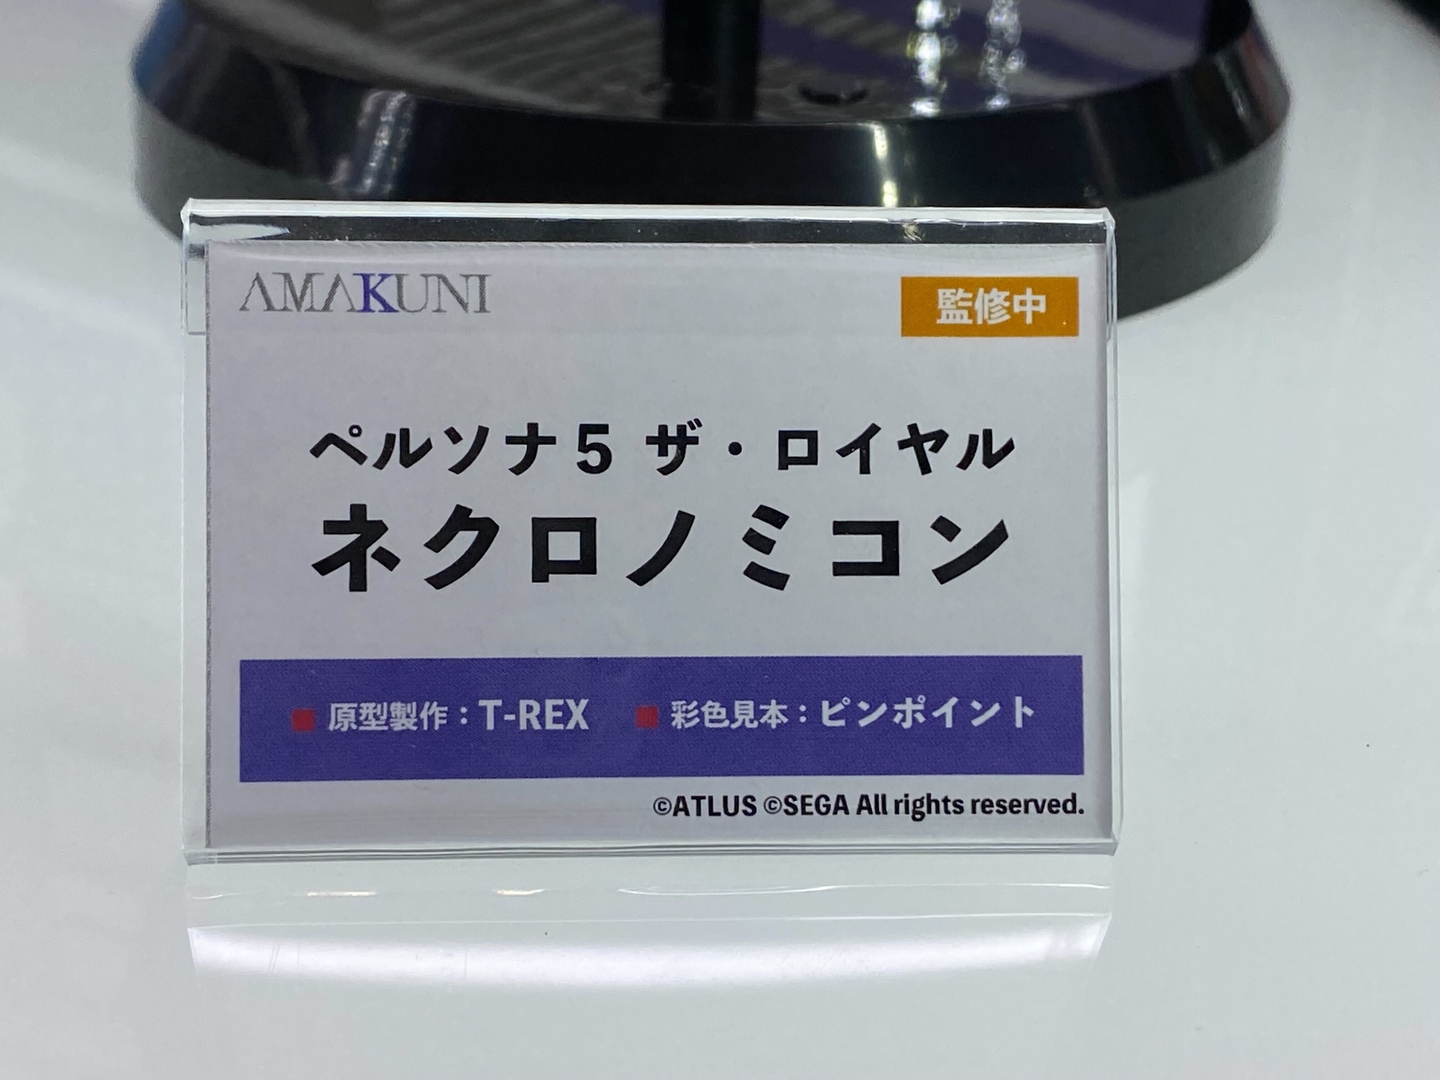 AMAKUNI
監修中
ペルソナ5 ザ・ロイヤル
ネクロノミコン
■原型製作：T-REX ■彩色見本：ピンポイント
©ATLUS ©SEGA All rights reserved.